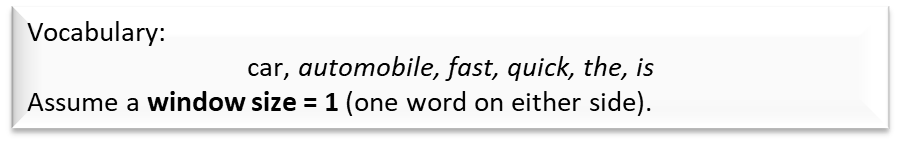 Vocabulary:
car, automobile, fast, quick, the, is
Assume a window size = 1 (one word on either side).